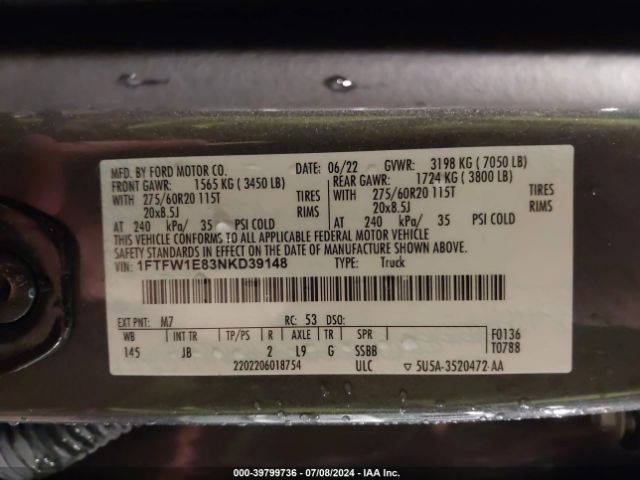 MFD. BY FORD MOTOR CO. DATE: 06/22 GVWR: 3198 KG ( 7050 LB)
FRONT GAWR: 1565 KG ( 3450 LB) REAR GAWR: 1724 KG ( 3800 LB)
WITH 275/60R20 115T TIRES WITH 275/60R20 115T TIRES
20x8.5J RIMS 20x8.5J RIMS
AT 240 kPa/ 35 PSI COLD AT 240 kPa/ 35 PSI COLD
THIS VEHICLE CONFORMS TO ALL APPLICABLE FEDERAL MOTOR VEHICLE
SAFETY STANDARDS IN EFFECT ON THE DATE OF MANUFACTURE SHOWN ABOVE.
VIN: 1FTFW1E83NKD39148 TYPE: Truck
EXT PNT: M7 RC: 53 DSO:
WB INT TR TP/PS R AXLE TR SPR F0136
145 JB 2 L9 G SSBB T0788
2202206018754 ULC ▽ 5U5A-3520472 AA
000-39799736 - 07/08/2024 - IAA Inc.